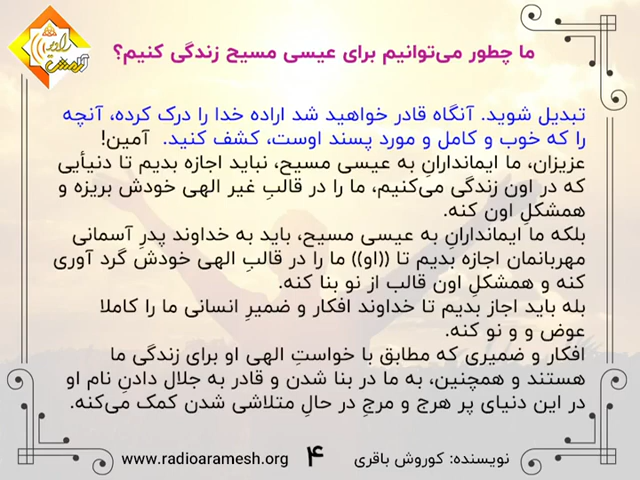 رادیو
آرامش
ما چطور می‌توانیم برای عیسی مسیح زندگی کنیم؟
تبدیل شوید. آنگاه قادر خواهید شد اراده خدا را درک کرده، آنچه
را که خوب و کامل و مورد پسند اوست، کشف کنید. آمین!
عزیزان، ما ایماندارانِ به عیسی مسیح، نباید اجازه بدیم تا دنیأیی
که در اون زندگی می‌کنیم، ما را در قالبِ غیر الهی خودش بریزه و
همشکلِ اون کنه.
بلکه ما ایماندارانِ به عیسی مسیح، باید به خداوند پدرِ آسمانی
مهربانمان اجازه بدیم تا ((او)) ما را در قالبِ الهی خودش گرد آوری
کنه و همشکلِ اون قالب از نو بنا کنه.
بله باید اجاز بدیم تا خداوند افکار و ضمیرِ انسانی ما را کاملا
عوض و و نو کنه.
افکار و ضمیری که مطابق با خواستِ الهی او برای زندگی ما
هستند و همچنین، به ما در بنا شدن و قادر به جلال دادنِ نام او
در این دنیای پر هرج و مرجِ در حالِ متلاشی شدن کمک می‌کنه.
نویسنده: کوروش باقری ۴ www.radioaramesh.org